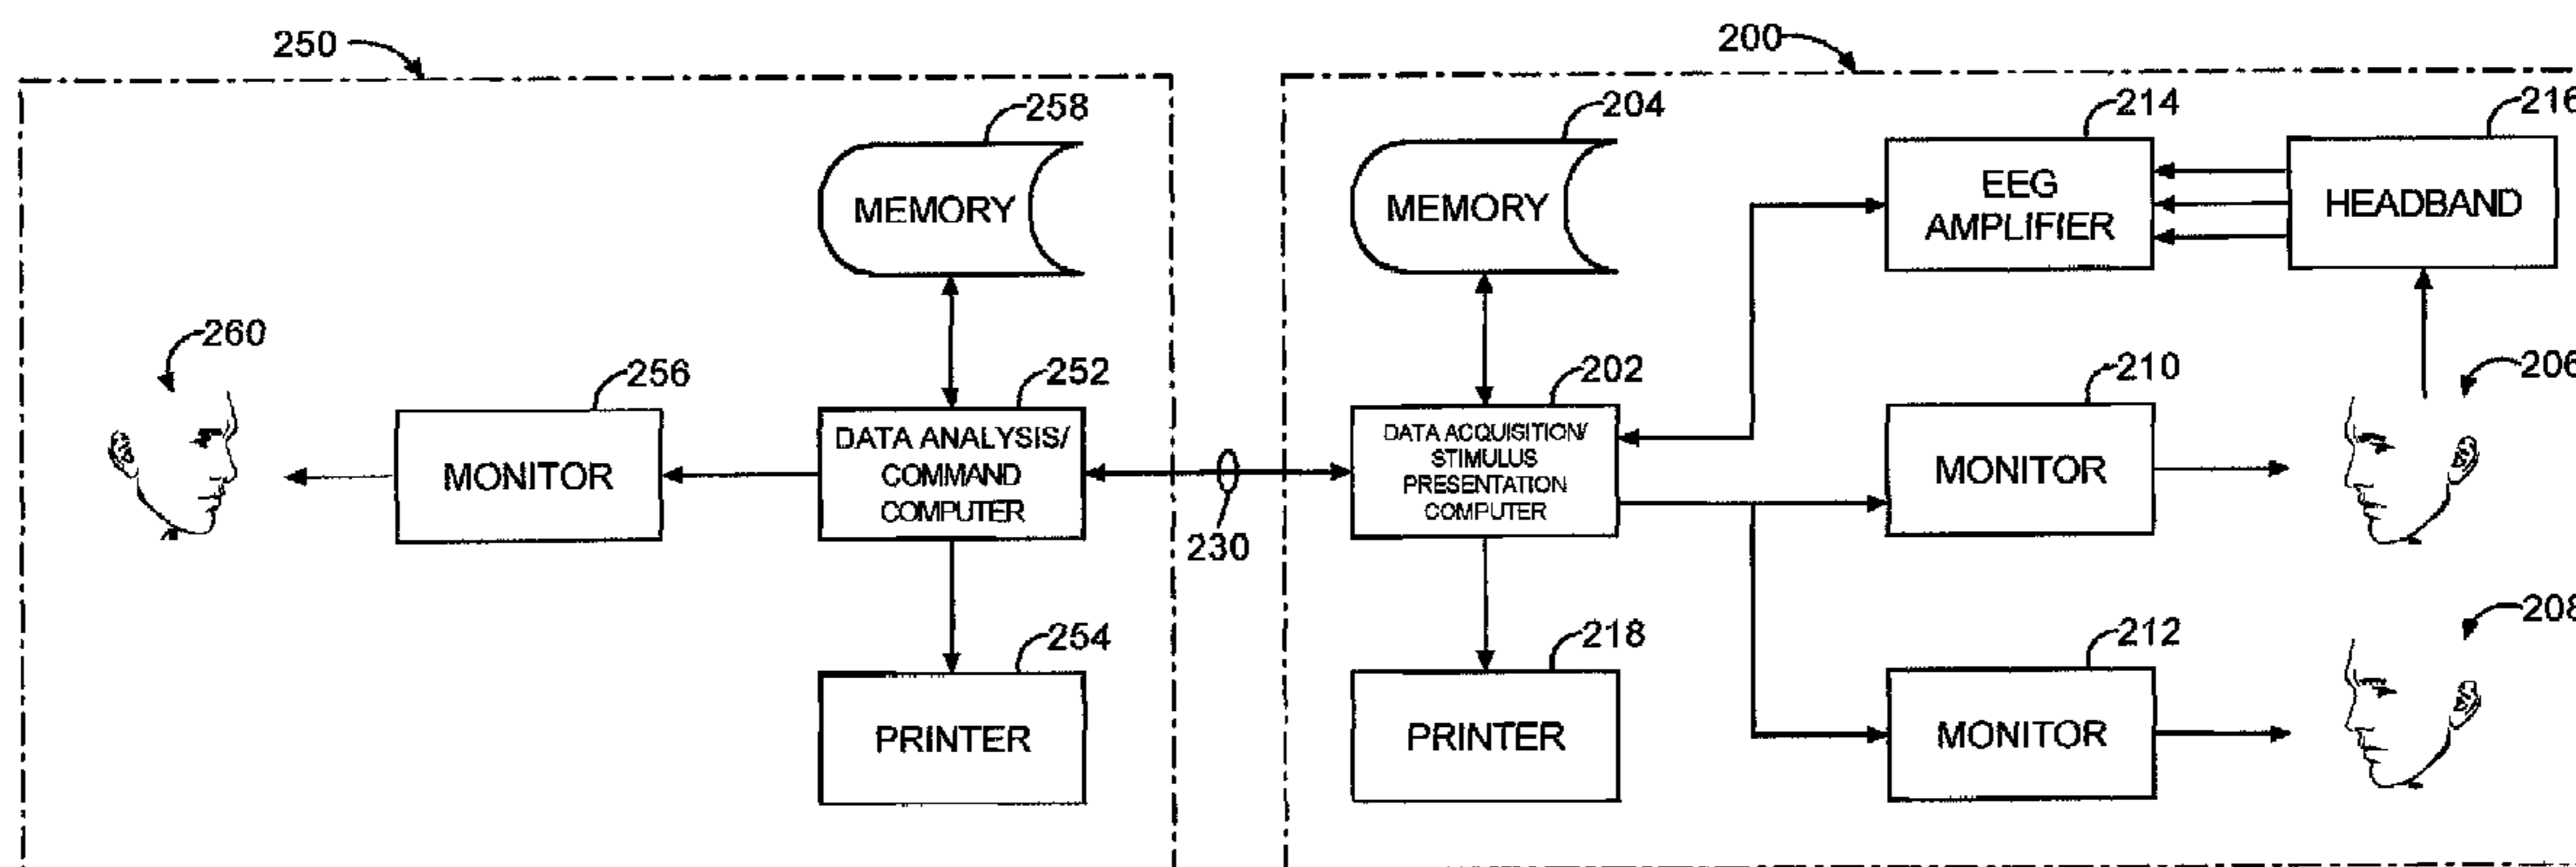 250
200
258
204
214
216
MEMORY
MEMORY
EEG
AMPLIFIER
HEADBAND
260
256
252
202
210
206
MONITOR
DATA ANALYSIS/
COMMAND
COMPUTER
230
DATA ACQUISITION/
STIMULUS
PRESENTATION
COMPUTER
MONITOR
254
218
212
208
PRINTER
PRINTER
MONITOR